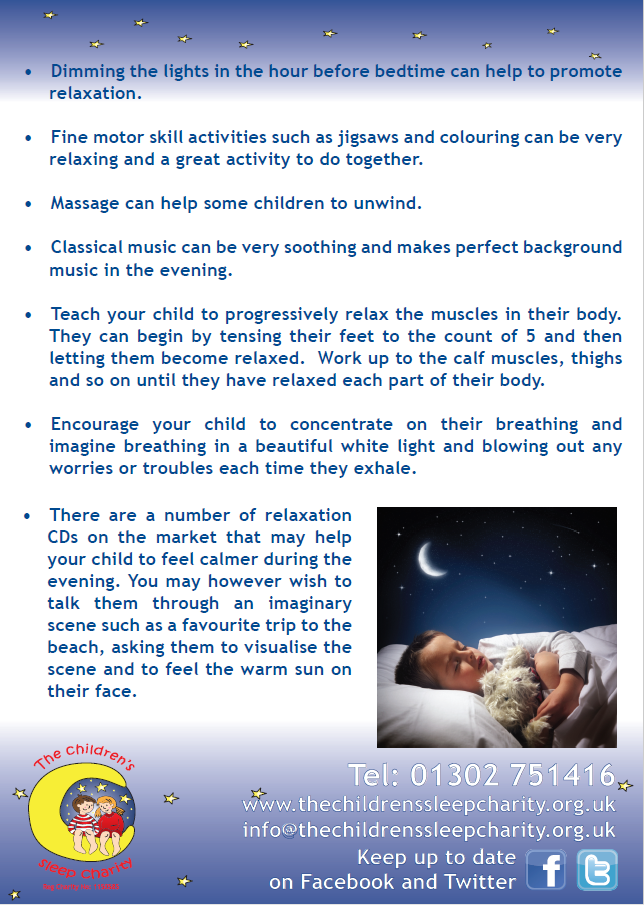 • Dimming the lights in the hour before bedtime can help to promote
relaxation.
• Fine motor skill activities such as jigsaws and colouring can be very
relaxing and a great activity to do together.
• Massage can help some children to unwind.
• Classical music can be very soothing and makes perfect background
music in the evening.
• Teach your child to progressively relax the muscles in their body.
They can begin by tensing their feet to the count of 5 and then
letting them become relaxed. Work up to the calf muscles, thighs
and so on until they have relaxed each part of their body.
• Encourage your child to concentrate on their breathing and
imagine breathing in a beautiful white light and blowing out any
worries or troubles each time they exhale.
• There are a number of relaxation
CDs on the market that may help
your child to feel calmer during the
evening. You may however wish to
talk them through an imaginary
scene such as a favourite trip to the
beach, asking them to visualise the
scene and to feel the warm sun on
their face.
The Children's
Sleep Charity
Tel: 01302 751416
www.thechildrenssleepcharity.org.uk
info@thechildrenssleepcharity.org.uk
Keep up to date
on Facebook and Twitter